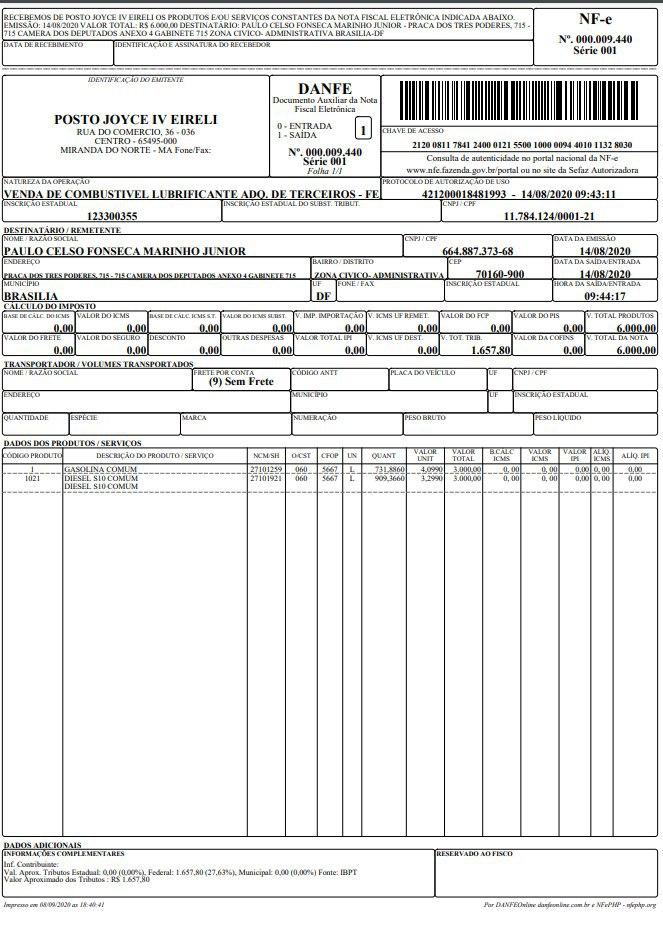 RECEBEMOS DE POSTO JOYCE IV EIRELI OS PRODUTOS E/OU SERVIÇOS CONSTANTES DA NOTA FISCAL ELETRÔNICA INDICADA ABAIXO.
EMISSÃO: 14/08/2020 VALOR TOTAL: R$ 6.000,00 DESTINATÁRIO: PAULO CELSO FONSECA MARINHO JUNIOR - PRACA DOS TRES PODERES, 715 -
715 CAMERA DOS DEPUTADOS ANEXO 4 GABINETE 715 ZONA CIVICO- ADMINISTRATIVA BRASILIA-DF
DATA DE RECEBIMENTO IDENTIFICAÇÃO E ASSINATURA DO RECEBEDOR
NF-e
Nº. 000.009.440
Série 001
IDENTIFICAÇÃO DO EMITENTE
POSTO JOYCE IV EIRELI
RUA DO COMERCIO, 36 - 036
CENTRO - 65495-000
MIRANDA DO NORTE - MA Fone/Fax:
DANFE
Documento Auxiliar da Nota
Fiscal Eletrônica
0 - ENTRADA
1 - SAÍDA
1
Nº. 000.009.440
Série 001
Folha 1/1
CHAVE DE ACESSO
2120 0811 7841 2400 0121 5500 1000 0094 4010 1132 8030
Consulta de autenticidade no portal nacional da NF-e
www.nfe.fazenda.gov.br/portal ou no site da Sefaz Autorizadora
NATUREZA DA OPERAÇÃO PROTOCOLO DE AUTORIZAÇÃO DE USO
VENDA DE COMBUSTIVEL LUBRIFICANTE ADQ. DE TERCEIROS - FE 421200018481993 - 14/08/2020 09:43:11
INSCRIÇÃO ESTADUAL INSCRIÇÃO ESTADUAL DO SUBST. TRIBUT. CNPJ / CPF
123300355 11.784.124/0001-21
DESTINATÁRIO / REMETENTE
NOME / RAZÃO SOCIAL CNPJ / CPF DATA DA EMISSÃO
PAULO CELSO FONSECA MARINHO JUNIOR 664.887.373-68 14/08/2020
ENDEREÇO BAIRRO / DISTRITO CEP DATA DA SAÍDA/ENTRADA
PRACA DOS TRES PODERES, 715 - 715 CAMERA DOS DEPUTADOS ANEXO 4 GABINETE 715 ZONA CIVICO- ADMINISTRATIVA 70160-900 14/08/2020
MUNICÍPIO UF FONE / FAX INSCRIÇÃO ESTADUAL HORA DA SAÍDA/ENTRADA
BRASILIA DF 09:44:17
CÁLCULO DO IMPOSTO
BASE DE CÁLC. DO ICMS VALOR DO ICMS BASE DE CÁLC. ICMS S.T. VALOR DO ICMS SUBST. V. IMP. IMPORTAÇÃO V. ICMS UF REMET. VALOR DO FCP VALOR DO PIS V. TOTAL PRODUTOS
0,00 0,00 0,00 0,00 0,00 0,00 0,00 0,00 6.000,00
VALOR DO FRETE VALOR DO SEGURO DESCONTO OUTRAS DESPESAS VALOR TOTAL IPI V. ICMS UF DEST. V. TOT. TRIB. VALOR DA COFINS V. TOTAL DA NOTA
0,00 0,00 0,00 0,00 0,00 0,00 1.657,80 0,00 6.000,00
TRANSPORTADOR / VOLUMES TRANSPORTADOS
NOME / RAZÃO SOCIAL FRETE POR CONTA CÓDIGO ANTT PLACA DO VEÍCULO UF CNPJ / CPF
(9) Sem Frete
ENDEREÇO MUNICÍPIO UF INSCRIÇÃO ESTADUAL
QUANTIDADE ESPÉCIE MARCA NUMERAÇÃO PESO BRUTO PESO LÍQUIDO
DADOS DOS PRODUTOS / SERVIÇOS
CÓDIGO PRODUTO DESCRIÇÃO DO PRODUTO / SERVIÇO NCM/SH O/CST CFOP UN QUANT VALOR UNIT VALOR TOTAL B.CALC ICMS VALOR ICMS VALOR IPI ALÍQ. ICMS ALÍQ. IPI
1 GASOLINA COMUM 27101259 060 5667 L 731,8860 4,0990 3.000,00 0, 00 0, 00 0,00 0, 00 0,00
1021 DIESEL S10 COMUM 27101921 060 5667 L 909,3660 3,2990 3.000,00 0, 00 0, 00 0,00 0, 00 0,00
DIESEL S10 COMUM
DADOS ADICIONAIS
INFORMAÇÕES COMPLEMENTARES RESERVADO AO FISCO
Inf. Contribuinte:
Val. Aprox. Tributos Estadual: 0,00 (0,00%), Federal: 1.657,80 (27,63%), Municipal: 0,00 (0,00%) Fonte: IBPT
Valor Aproximado dos Tributos : R$ 1.657,80
Impresso em 08/09/2020 as 18:40:41 Por DANFEOnline danfeonline.com.br e NFePHP - nfephp.org